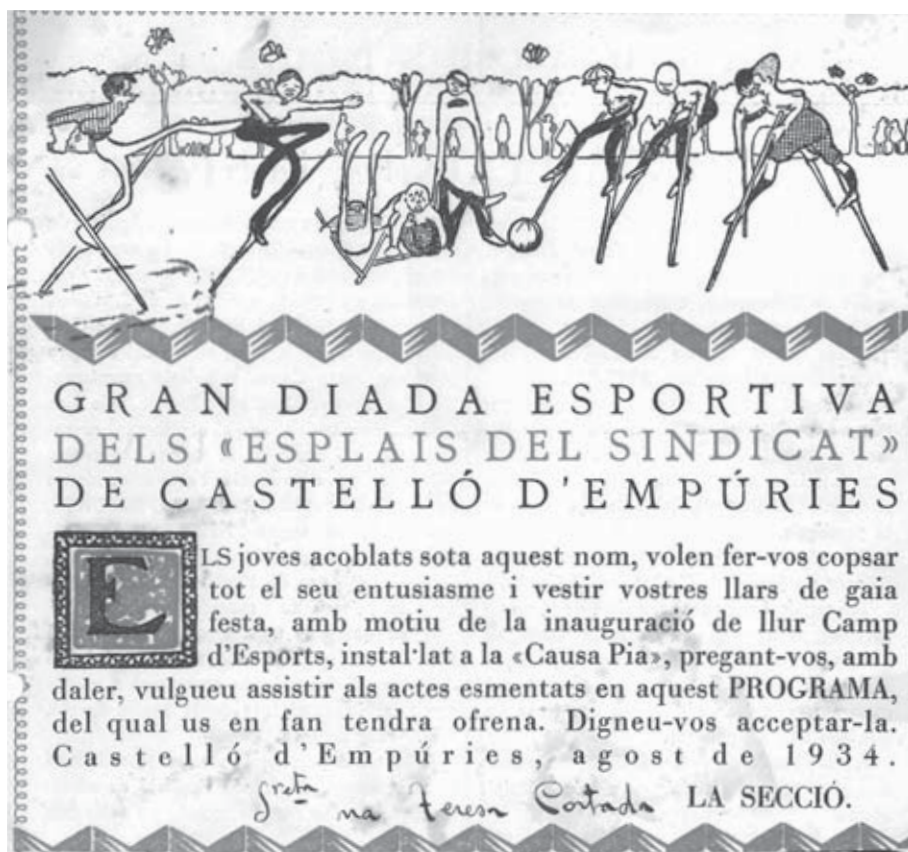 GRAN DIADA ESPORTIVA
DELS «ESPLAIS DEL SINDICAT»
DE CASTELLÓ D'EMPÚRIES
ELS joves acoblats sota aquest nom, volen fer-vos copsar
tot el seu entusiasme i vestir vostres llars de gaia
festa, amb motiu de la inauguració de llur Camp
d'Esports, instal·lat a la «Causa Pia», pregant-vos, amb
daler, vulgueu assistir als actes esmentats en aquest PROGRAMA,
del qual us en fan tendra ofrena. Digneu-vos acceptar-la.
Castelló d'Empúries, agost de 1934.
Sreta na Teresa Cortada LA SECCIÓ.